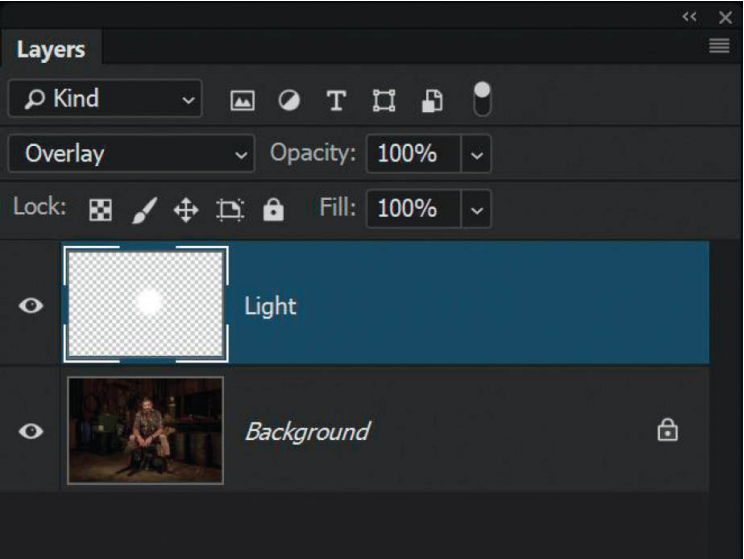 Layers
Kind
Overlay Opacity: 100%
Lock: Fill: 100%
Light
Background